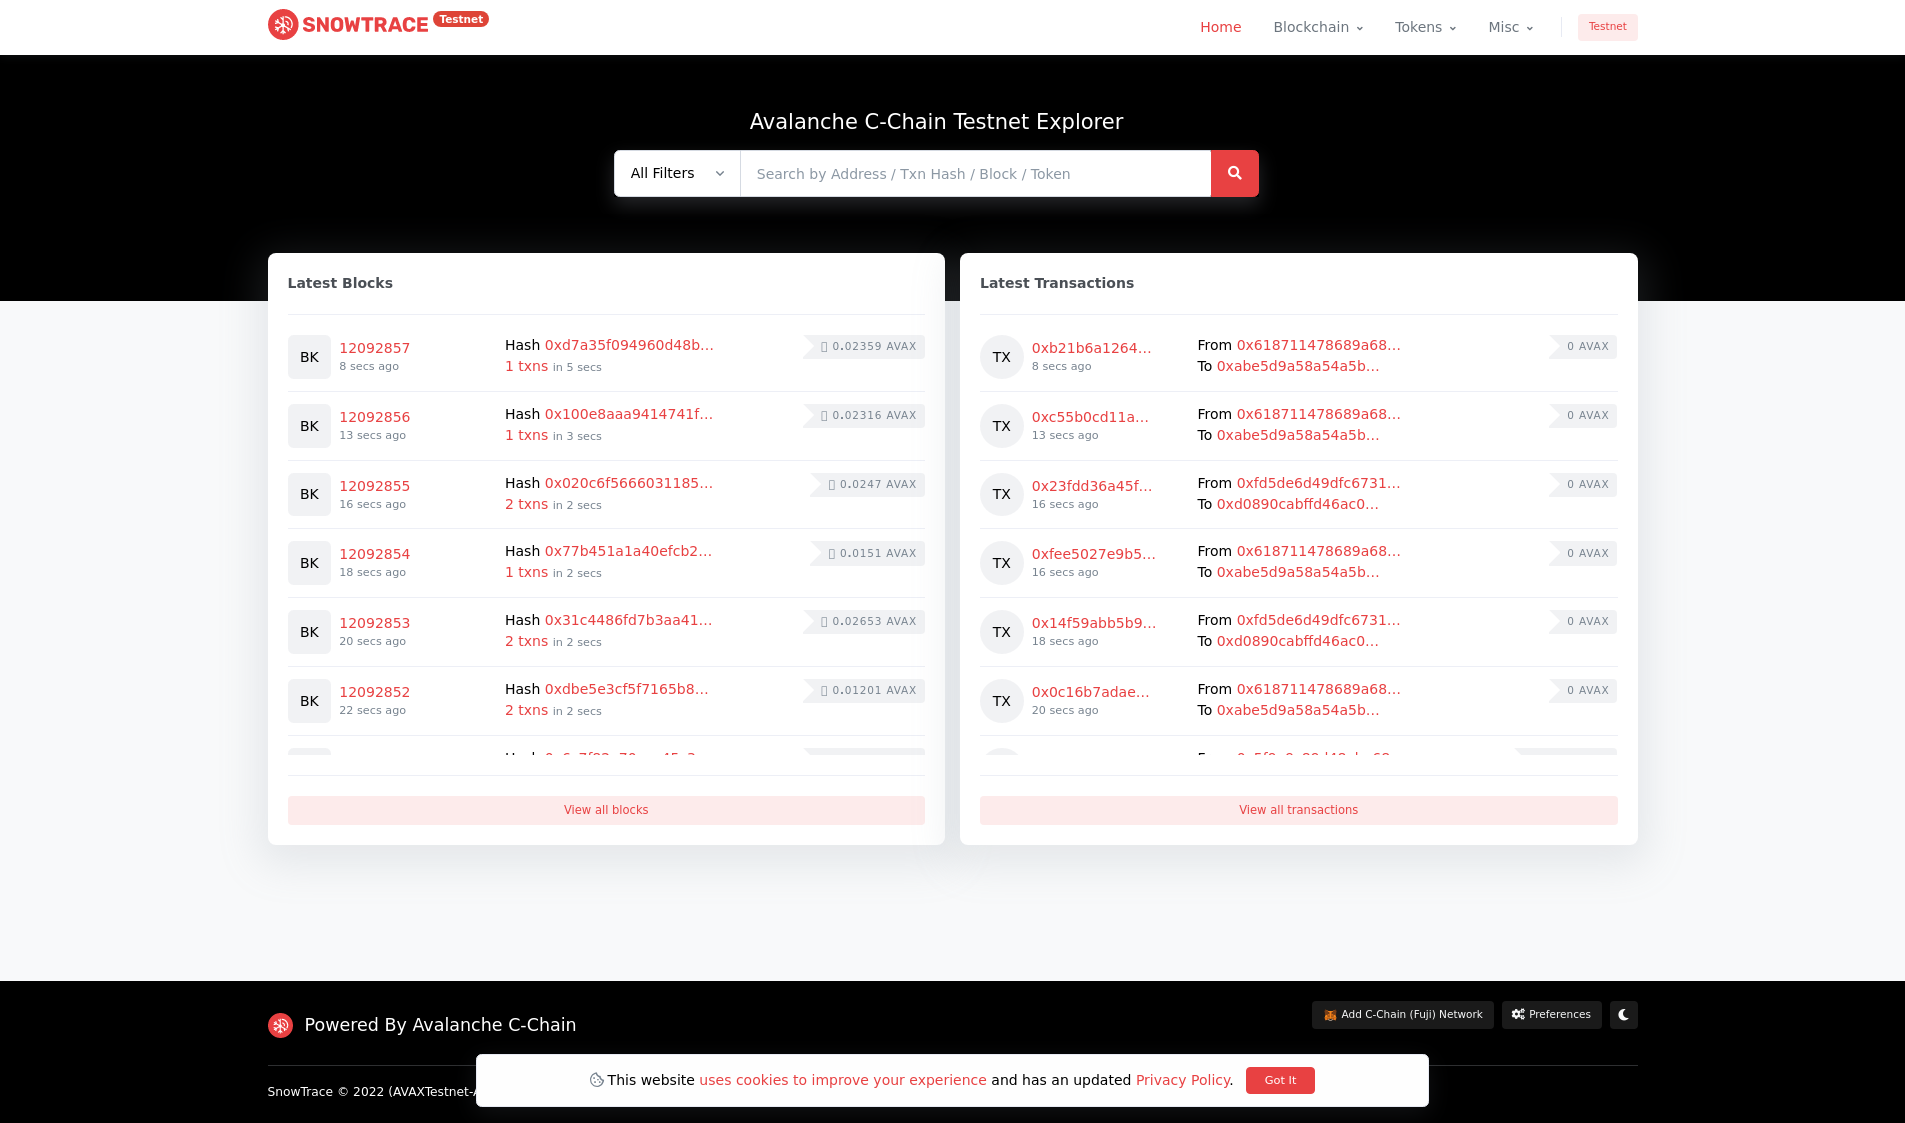 SNOWTRACE Testnet
Home
Blockchain
Tokens
Misc
Testnet
Avalanche C-Chain Testnet Explorer
All Filters
Search by Address / Txn Hash / Block / Token
Latest Blocks
BK
12092857
8 secs ago
Hash 0xd7a35f094960d48b...
1 txns in 5 secs
0.02359 AVAX
BK
12092856
13 secs ago
Hash 0x100e8aaa9414741f...
1 txns in 3 secs
0.02316 AVAX
BK
12092855
16 secs ago
Hash 0x020c6f5666031185...
2 txns in 2 secs
0.0247 AVAX
BK
12092854
18 secs ago
Hash 0x77b451a1a40efcb2...
1 txns in 2 secs
0.0151 AVAX
BK
12092853
20 secs ago
Hash 0x31c4486fd7b3aa41...
2 txns in 2 secs
0.02653 AVAX
BK
12092852
22 secs ago
Hash 0xdbe5e3cf5f7165b8...
2 txns in 2 secs
0.01201 AVAX
View all blocks
Latest Transactions
TX
0xb21b6a1264...
8 secs ago
From 0x618711478689a68...
To 0xabe5d9a58a54a5b...
0 AVAX
TX
0xc55b0cd11a...
13 secs ago
From 0x618711478689a68...
To 0xabe5d9a58a54a5b...
0 AVAX
TX
0x23fdd36a45f...
16 secs ago
From 0xfd5de6d49dfc6731...
To 0xd0890cabffd46ac0...
0 AVAX
TX
0xfee5027e9b5...
16 secs ago
From 0x618711478689a68...
To 0xabe5d9a58a54a5b...
0 AVAX
TX
0x14f59abb5b9...
18 secs ago
From 0xfd5de6d49dfc6731...
To 0xd0890cabffd46ac0...
0 AVAX
TX
0x0c16b7adae...
20 secs ago
From 0x618711478689a68...
To 0xabe5d9a58a54a5b...
0 AVAX
View all transactions
Powered By Avalanche C-Chain
Add C-Chain (Fuji) Network
Preferences
SnowTrace © 2022 (AVAXTestnet-
This website uses cookies to improve your experience and has an updated Privacy Policy.
Got It